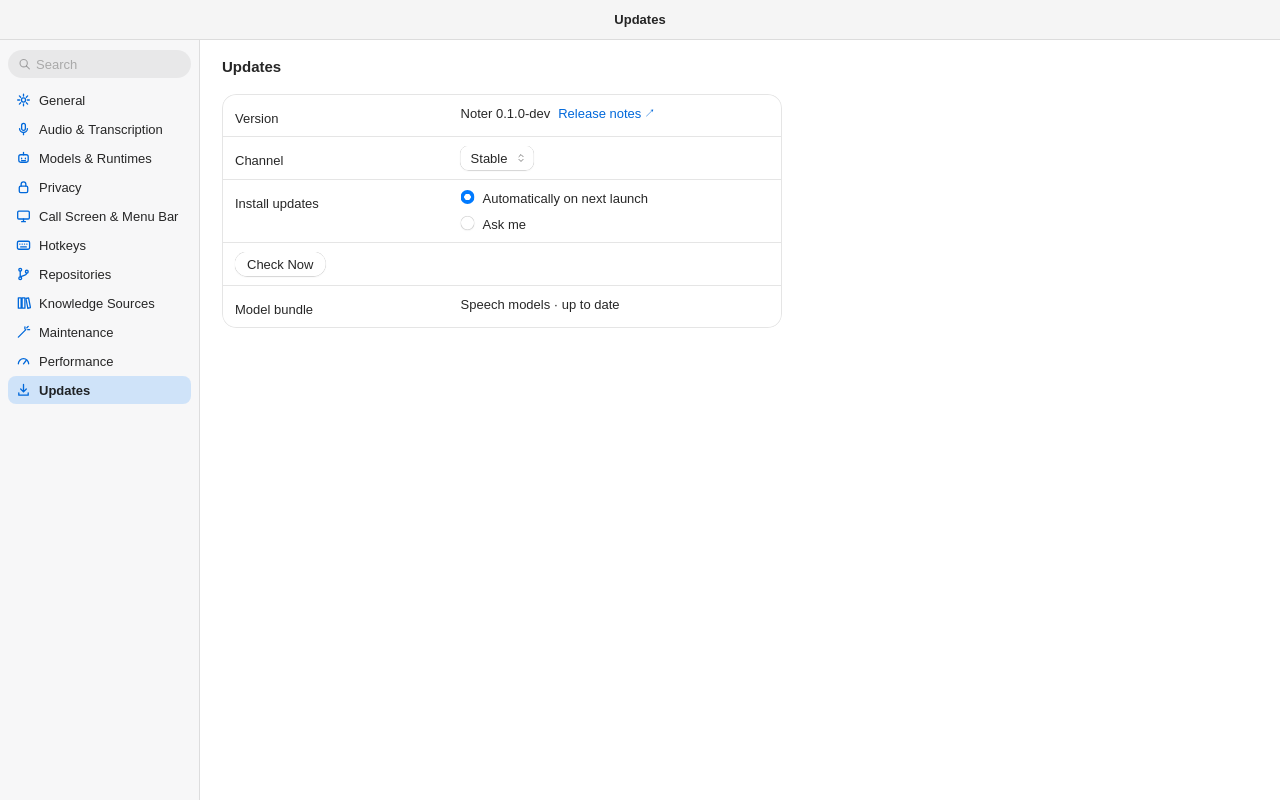 Updates
Search
General
Audio & Transcription
Models & Runtimes
Privacy
Call Screen & Menu Bar
Hotkeys
Repositories
Knowledge Sources
Maintenance
Performance
Updates
Updates
Version
Noter 0.1.0-dev Release notes ↗
Channel
Stable
Install updates
Automatically on next launch
Ask me
Check Now
Model bundle
Speech models · up to date